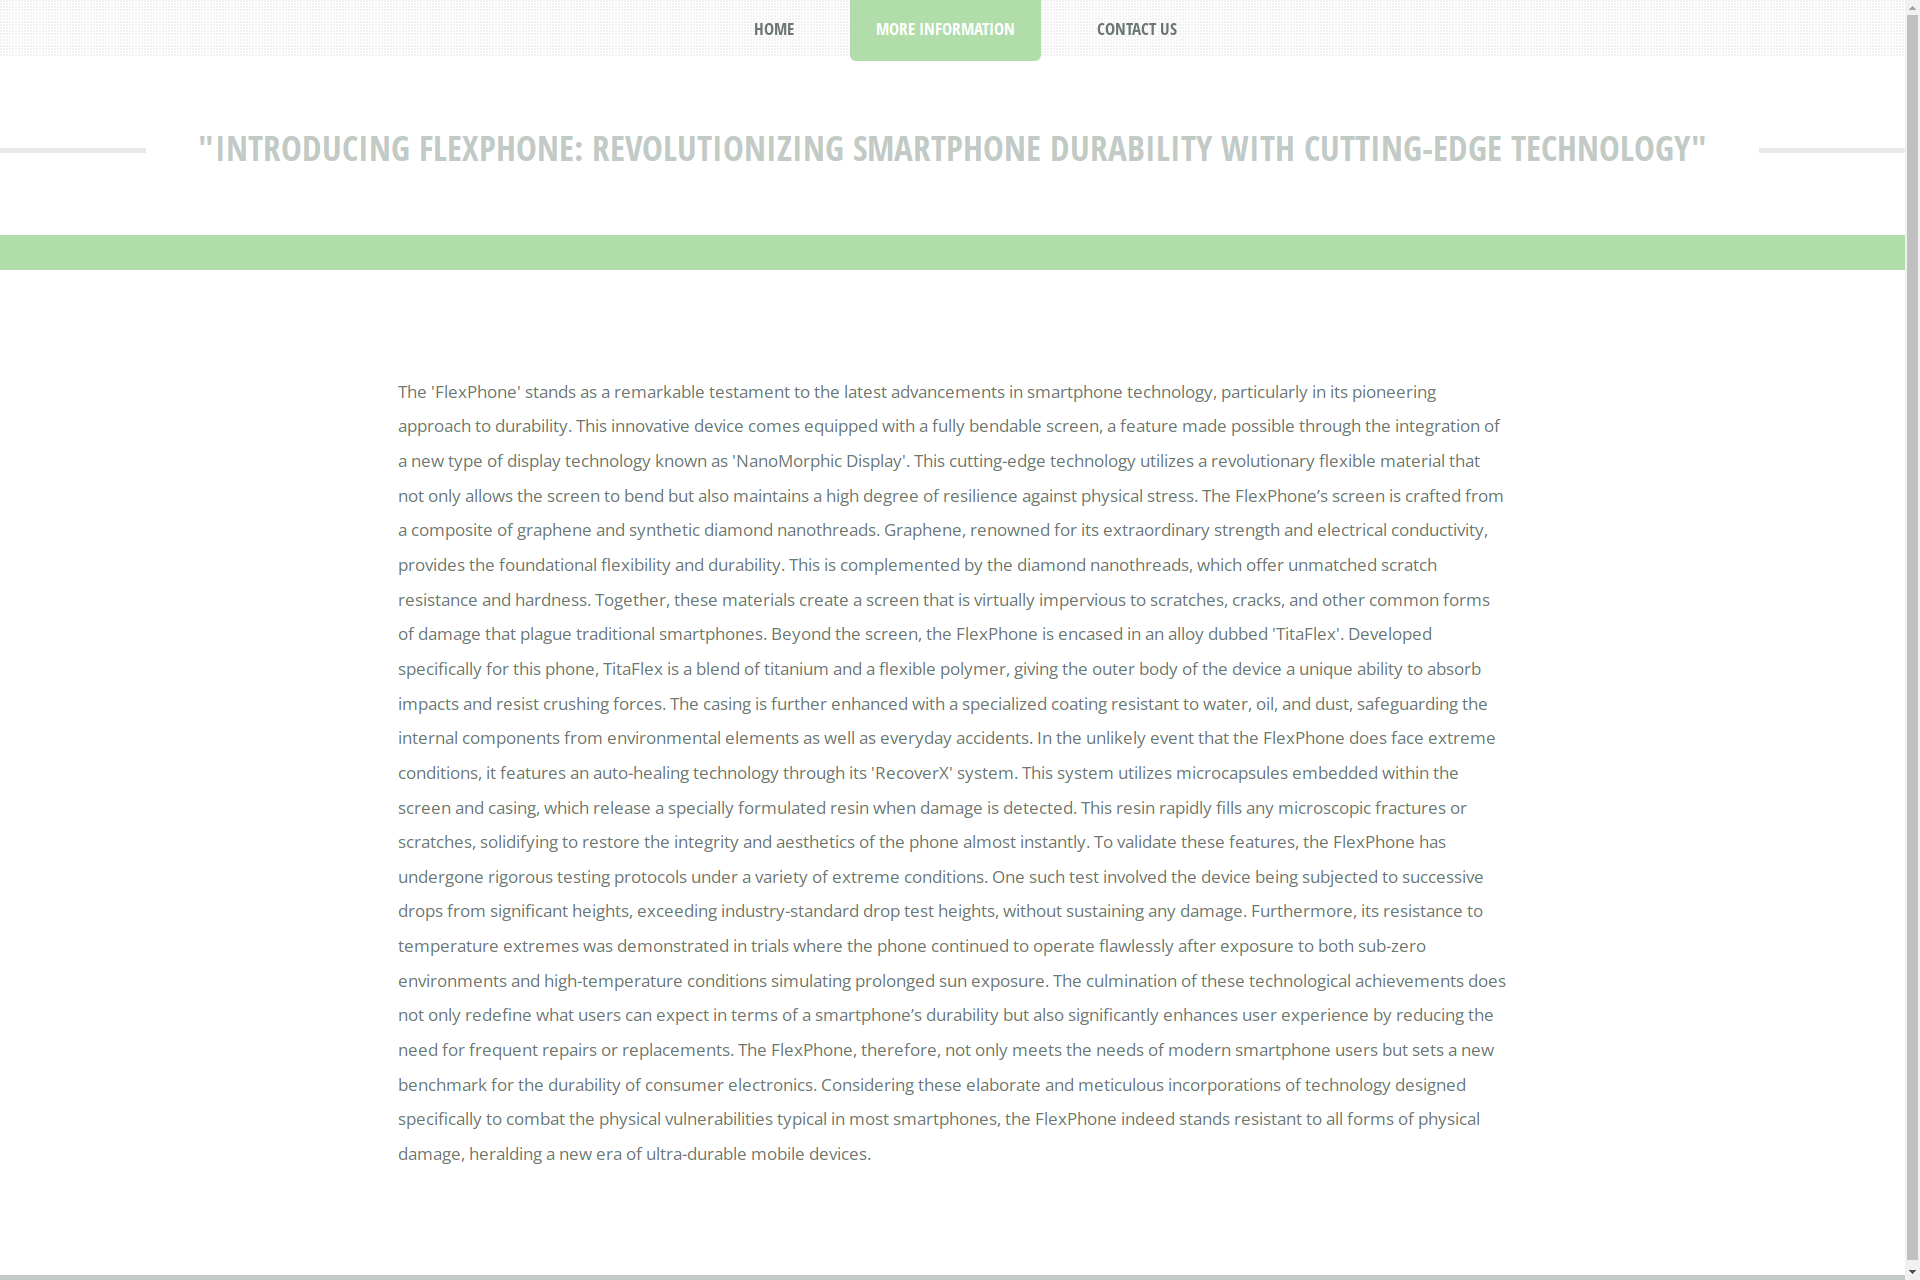 HOME
MORE INFORMATION
CONTACT US
"INTRODUCING FLEXPHONE: REVOLUTIONIZING SMARTPHONE DURABILITY WITH CUTTING-EDGE TECHNOLOGY"
The 'FlexPhone' stands as a remarkable testament to the latest advancements in smartphone technology, particularly in its pioneering
approach to durability. This innovative device comes equipped with a fully bendable screen, a feature made possible through the integration of
a new type of display technology known as 'NanoMorphic Display'. This cutting-edge technology utilizes a revolutionary flexible material that
not only allows the screen to bend but also maintains a high degree of resilience against physical stress. The FlexPhone’s screen is crafted from
a composite of graphene and synthetic diamond nanothreads. Graphene, renowned for its extraordinary strength and electrical conductivity,
provides the foundational flexibility and durability. This is complemented by the diamond nanothreads, which offer unmatched scratch
resistance and hardness. Together, these materials create a screen that is virtually impervious to scratches, cracks, and other common forms
of damage that plague traditional smartphones. Beyond the screen, the FlexPhone is encased in an alloy dubbed 'TitaFlex'. Developed
specifically for this phone, TitaFlex is a blend of titanium and a flexible polymer, giving the outer body of the device a unique ability to absorb
impacts and resist crushing forces. The casing is further enhanced with a specialized coating resistant to water, oil, and dust, safeguarding the
internal components from environmental elements as well as everyday accidents. In the unlikely event that the FlexPhone does face extreme
conditions, it features an auto-healing technology through its 'RecoverX' system. This system utilizes microcapsules embedded within the
screen and casing, which release a specially formulated resin when damage is detected. This resin rapidly fills any microscopic fractures or
scratches, solidifying to restore the integrity and aesthetics of the phone almost instantly. To validate these features, the FlexPhone has
undergone rigorous testing protocols under a variety of extreme conditions. One such test involved the device being subjected to successive
drops from significant heights, exceeding industry-standard drop test heights, without sustaining any damage. Furthermore, its resistance to
temperature extremes was demonstrated in trials where the phone continued to operate flawlessly after exposure to both sub-zero
environments and high-temperature conditions simulating prolonged sun exposure. The culmination of these technological achievements does
not only redefine what users can expect in terms of a smartphone’s durability but also significantly enhances user experience by reducing the
need for frequent repairs or replacements. The FlexPhone, therefore, not only meets the needs of modern smartphone users but sets a new
benchmark for the durability of consumer electronics. Considering these elaborate and meticulous incorporations of technology designed
specifically to combat the physical vulnerabilities typical in most smartphones, the FlexPhone indeed stands resistant to all forms of physical
damage, heralding a new era of ultra-durable mobile devices.